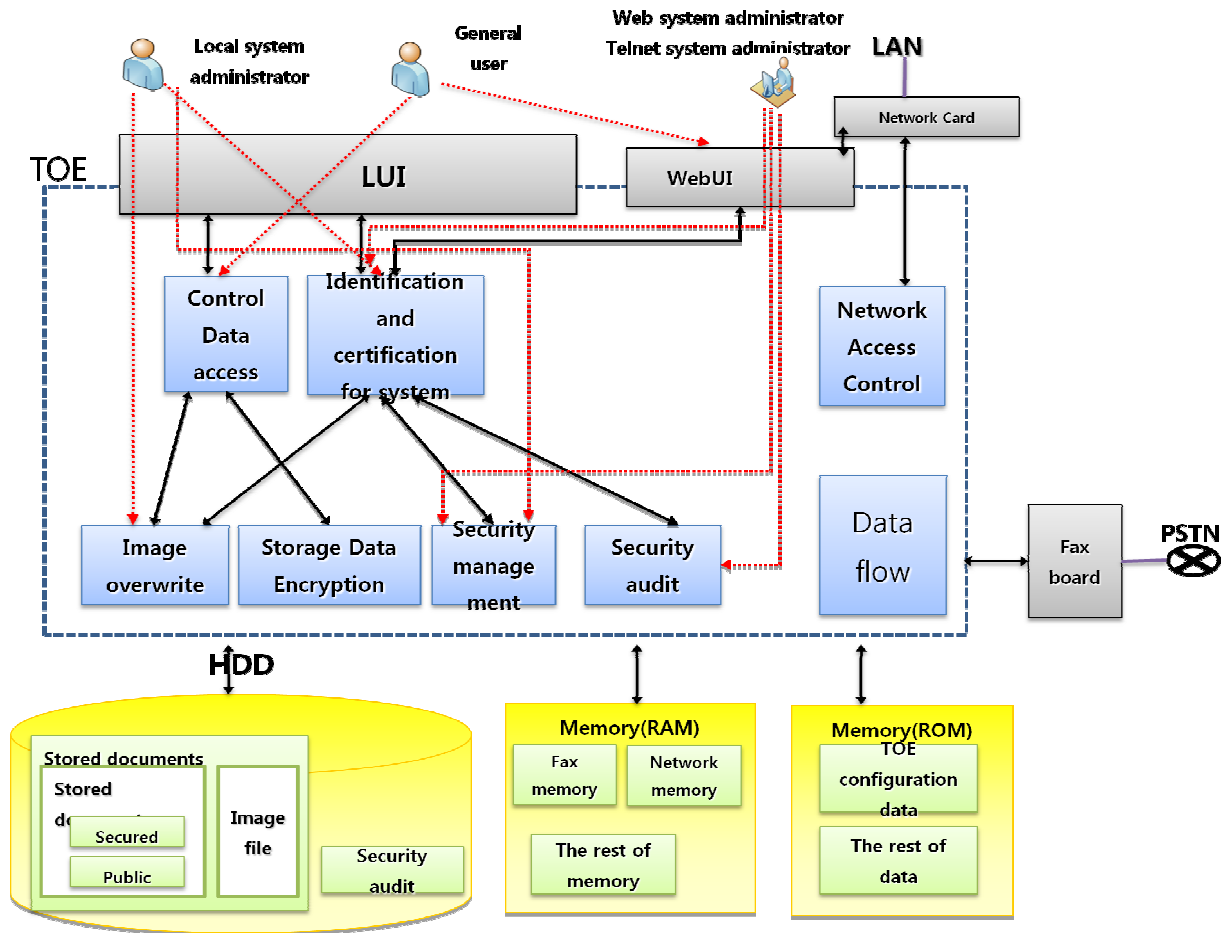 Local system
administrator
General
user
Web system administrator
Telnet system administrator
LAN
Network Card
TOE
LUI
WebUI
Control
Data
access
Identification
and
certification
for system
Network
Access
Control
Image
overwrite
Storage Data
Encryption
Security
manage
ment
Security
audit
Data
flow
Fax
board
PSTN
HDD
Stored documents
Stored
Secured
Public
Image
file
Security
audit
Memory(RAM)
Fax
memory
Network
memory
The rest of
memory
Memory(ROM)
TOE
configuration
data
The rest of
data